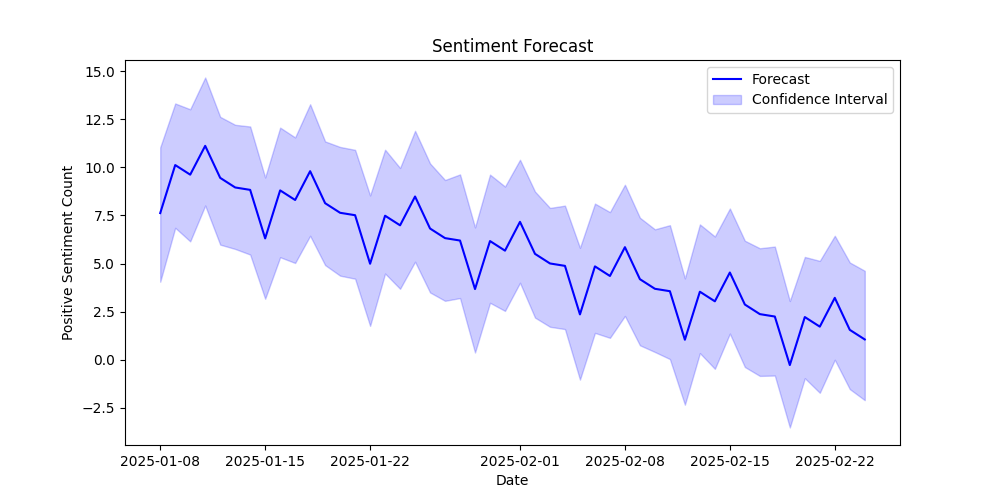 Sentiment Forecast
Forecast
Confidence Interval
Positive Sentiment Count
15.0
12.5
10.0
7.5
5.0
2.5
0.0
−2.5
2025-01-08 2025-01-15 2025-01-22 2025-02-01 2025-02-08 2025-02-15 2025-02-22
Date